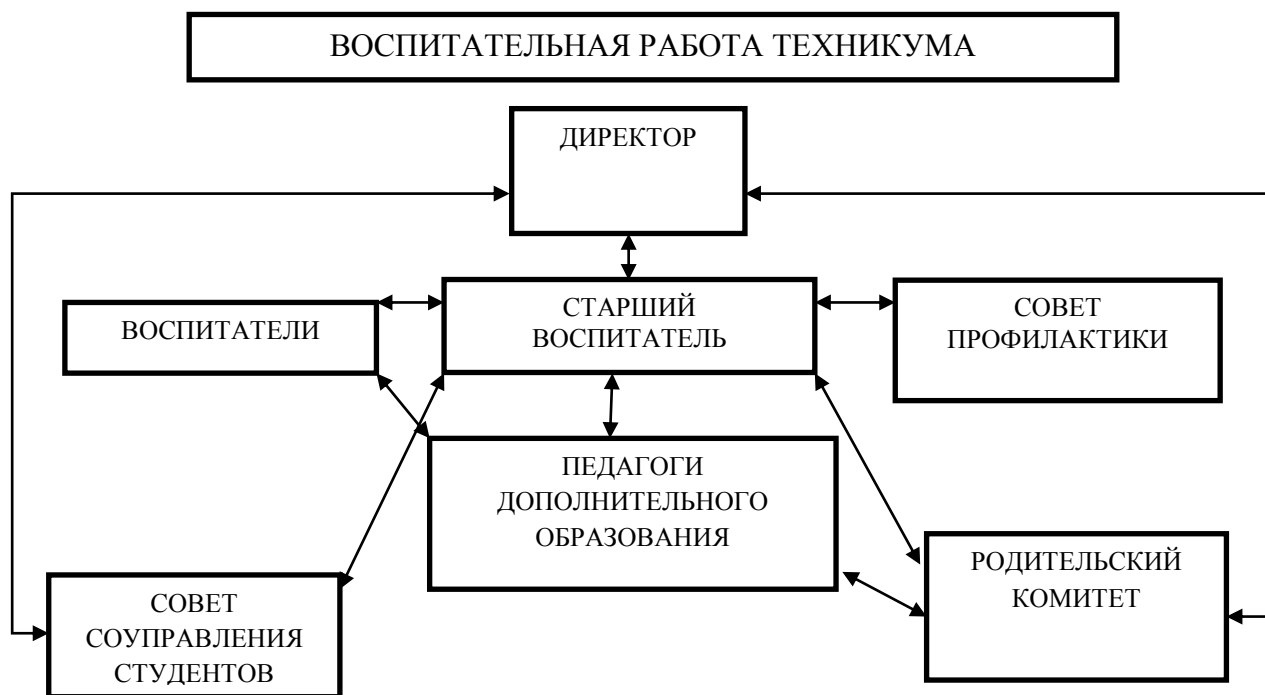 ВОСПИТАТЕЛЬНАЯ РАБОТА ТЕХНИКУМА
ДИРЕКТОР
ВОСПИТАТЕЛИ
СТАРШИЙ
ВОСПИТАТЕЛЬ
СОВЕТ
ПРОФИЛАКТИКИ
ПЕДАГОГИ
ДОПОЛНИТЕЛЬНОГО
ОБРАЗОВАНИЯ
СОВЕТ
СОУПРАВЛЕНИЯ
СТУДЕНТОВ
РОДИТЕЛЬСКИЙ
КОМИТЕТ